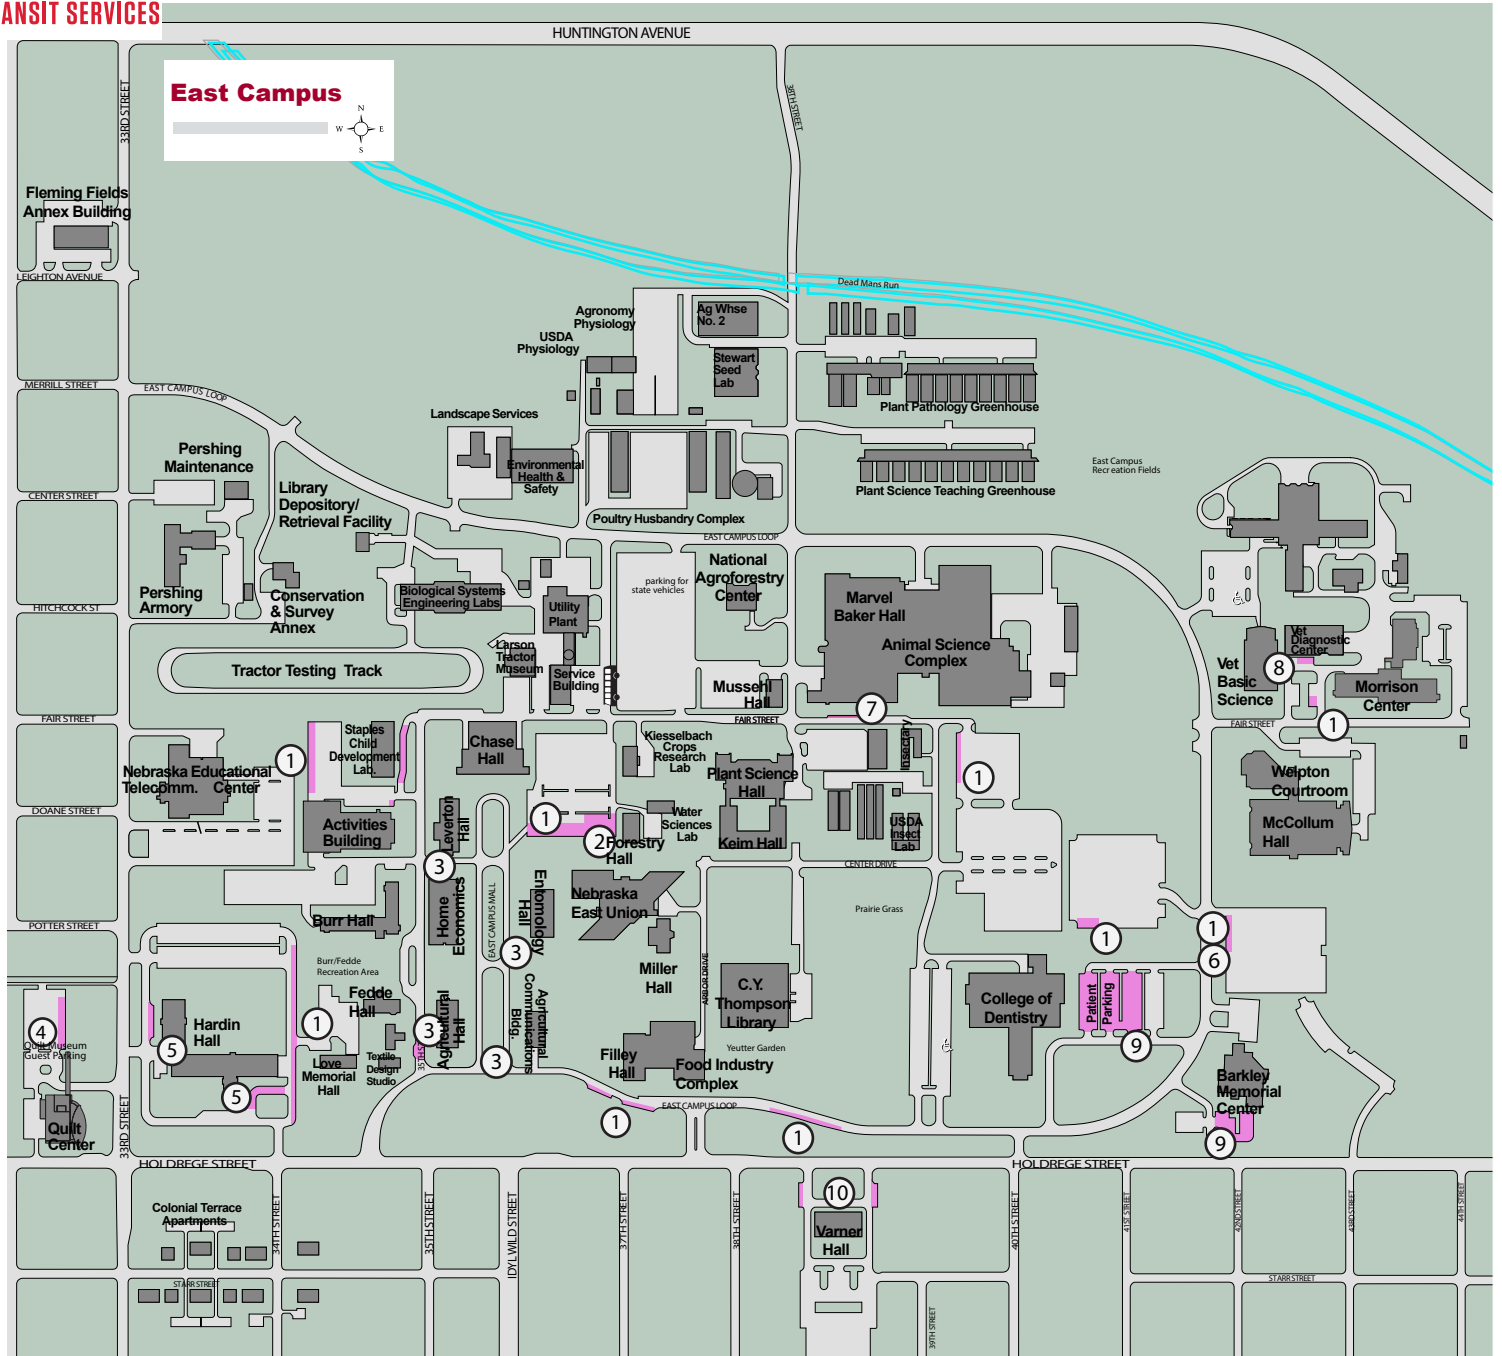 ANSIT SERVICES
HUNTINGTON AVENUE
East Campus
N
W
E
S
33RD STREET
38TH STREET
Fleming Fields
Annex Building
LEIGHTON AVENUE
Dead Mans Run
Agronomy
Physiology
Ag Whse
No. 2
USDA
Physiology
Stewart
Seed
Lab
MERRILL STREET
EAST CAMPUS LOOP
Plant Pathology Greenhouse
Landscape Services
Pershing
Maintenance
Environmental
Health &
Safety
East Campus
Recreation Fields
CENTER STREET
Library
Depository/
Retrieval Facility
Plant Science Teaching Greenhouse
Poultry Husbandry Complex
EAST CAMPUS LOOP
National
Agroforestry
Center
parking for
state vehicles
Pershing
Armory
Conservation
& Survey
Annex
Biological Systems
Engineering Labs
Utility
Plant
Marvel
Baker Hall
Animal Science
Complex
HITCHCOCK ST
Larson
Tractor
Museum
Service
Building
Tractor Testing Track
Mussehl
Hall
Vet
Diagnostic
Center
Vet
Basic
Science
8
Morrison
Center
7
1
FAIR STREET
FAIR STREET
FAIR STREET
Staples
Child
Development
Lab.
Chase
Hall
Kiesselbach
Crops
Research
Lab
Insectary
1
Nebraska Educational
Telecomm. Center
Plant Science
Hall
1
Welpton
Courtroom
DOANE STREET
Activities
Building
Leverton
Hall
1
2
Forestry
Hall
Water
Sciences
Lab
Keim Hall
USDA
Insect
Lab
McCollum
Hall
3
CENTER DRIVE
Burr Hall
Home
Economics
EAST CAMPUS MALL
Entomology
Hall
Nebraska
East Union
Prairie Grass
POTTER STREET
1
1
3
6
Burr/Fedde
Recreation Area
Miller
Hall
ARBOR DRIVE
Fedde
Hall
C.Y.
Thompson
Library
College of
Dentistry
Patient
Parking
4
Hardin
Hall
1
3
Agricultural
Hall
Agricultural
Communications
Bldg.
Quilt Museum
Guest Parking
5
Love
Memorial
Hall
Textile
Design
Studio
35TH ST
3
Filley
Hall
Food Industry
Complex
Yeutter Garden
9
Barkley
Memorial
Center
5
EAST CAMPUS LOOP
1
1
Quilt
Center
33RD STREET
9
HOLDREGE STREET
HOLDREGE STREET
10
Varner
Hall
Colonial Terrace
Apartments
34TH STREET
35TH STREET
IDYLWILD STREET
37TH STREET
38TH STREET
40TH STREET
41ST STREET
42ND STREET
43RD STREET
44TH STREET
STARR STREET
STARR STREET
39TH STREET